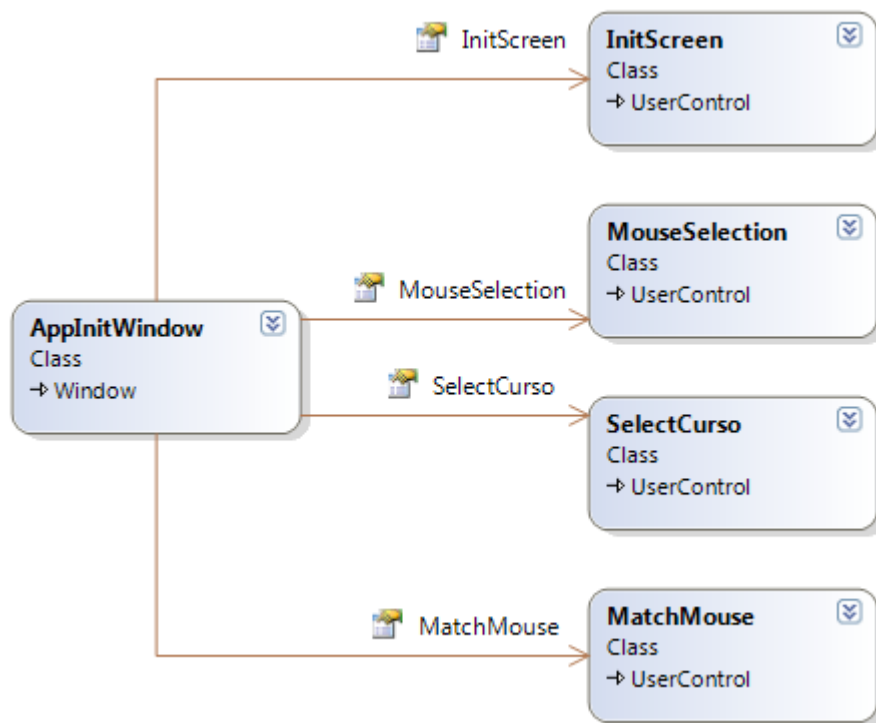 InitScreen
InitScreen
Class
UserControl
MouseSelection
Class
UserControl
MouseSelection
AppInitWindow
Class
Window
SelectCurso
SelectCurso
Class
UserControl
MatchMouse
MatchMouse
Class
UserControl